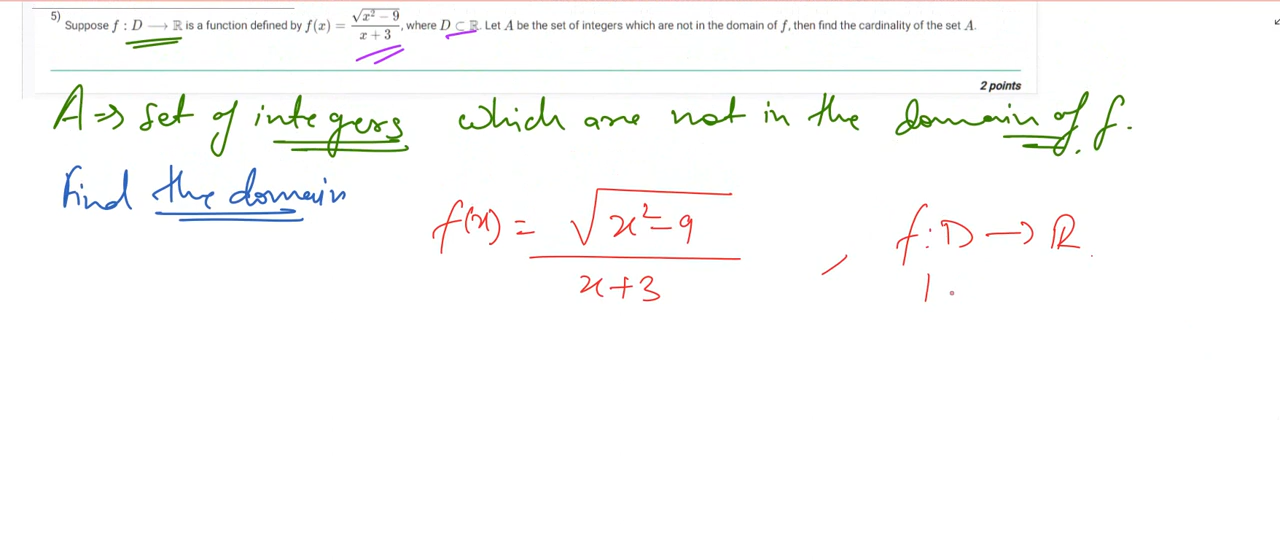 5) Suppose f : D ⟶ ℝ is a function defined by f(x) = √(x² − 9) / (x + 3), where D ⊂ ℝ. Let A be the set of integers which are not in the domain of f, then find the cardinality of the set A.
2 points
A ⇒ set of integers which are not in the domain of f.
Find the domain
f(x) = √(x² − 9) / (x + 3) , f : D → R.